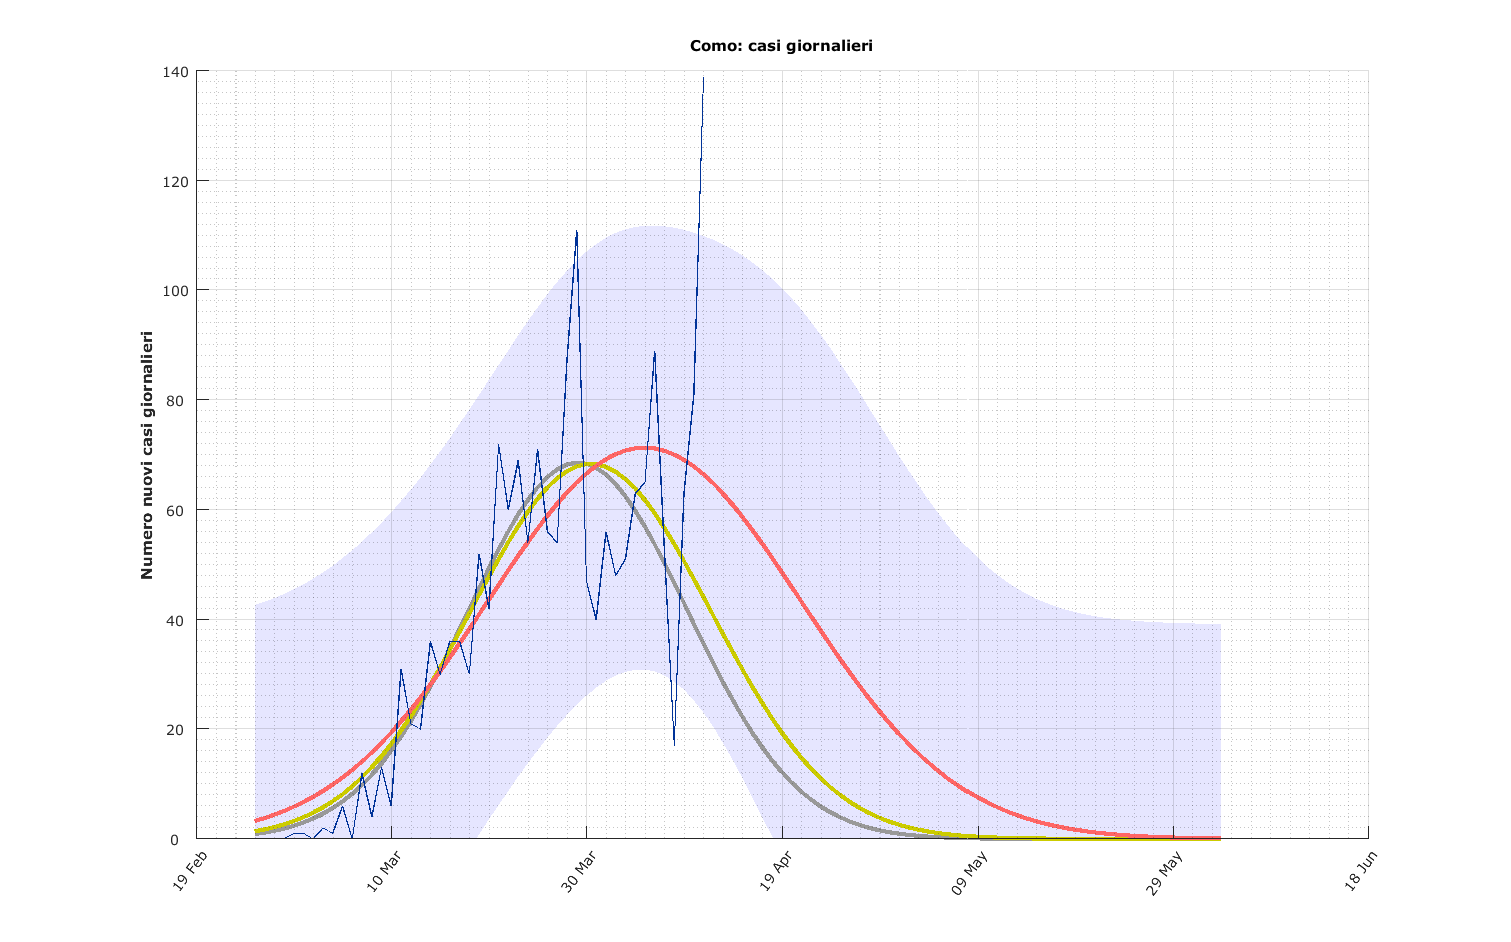 Como: casi giornalieri
Numero nuovi casi giornalieri
140
120
100
80
60
40
20
0
19 Feb
10 Mar
30 Mar
19 Apr
09 May
29 May
18 Jun